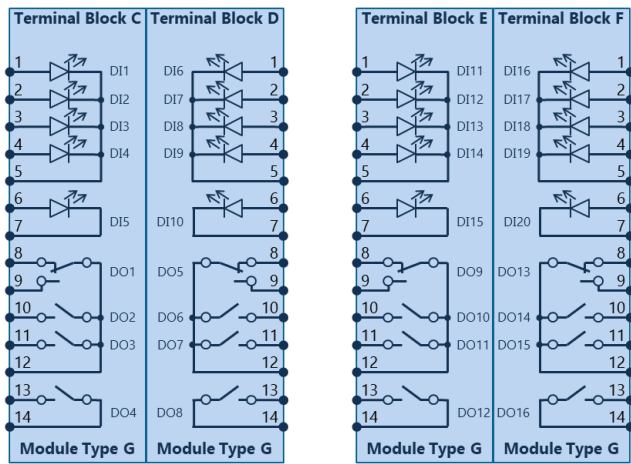 Terminal Block C Terminal Block D Terminal Block E Terminal Block F
1 DI1 DI6 1 1 DI11 DI16 1
2 DI2 DI7 2 2 DI12 DI17 2
3 DI3 DI8 3 3 DI13 DI18 3
4 DI4 DI9 4 4 DI14 DI19 4
5 5 5 5
6 6 6 6
DI5 DI10 DI15 DI20
7 7 7 7
8 8 8 8
DO1 DO5 DO9 DO13
9 9 9 9
10 DO2 DO6 10 10 DO10 DO14 10
11 DO3 DO7 11 11 DO11 DO15 11
12 12 12 12
13 13 13 13
DO4 DO8 DO12 DO16
14 14 14 14
Module Type G Module Type G Module Type G Module Type G